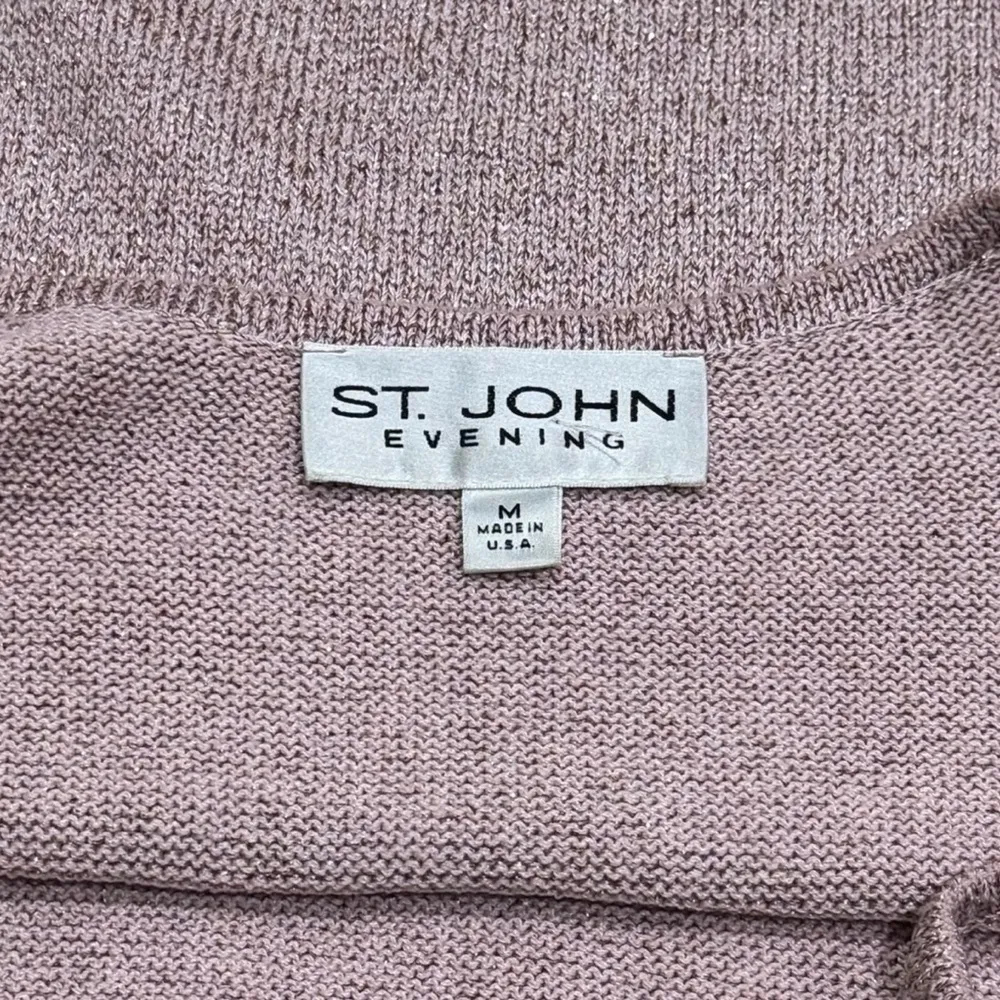 ST. JOHN
EVENING
M
MADE IN
U.S.A.